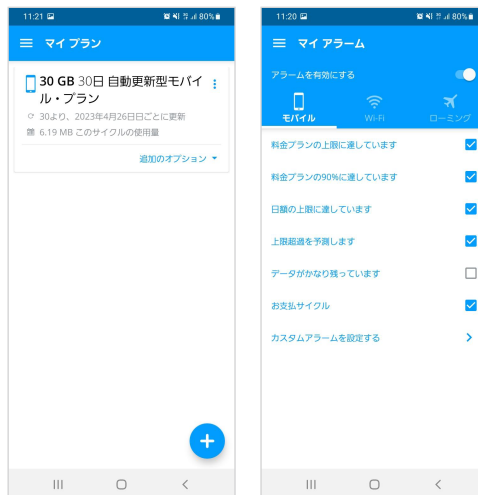 11:21
80%
マイ プラン
30 GB 30日 自動更新型モバイ
ル・プラン
30より、2023年4月26日日ごとに更新
6.19 MB このサイクルの使用量
追加のオプション
11:20
80%
マイ アラーム
アラームを有効にする
モバイル
Wi-Fi
ローミング
料金プランの上限に達しています
料金プランの90%に達しています
日額の上限に達しています
上限超過を予測します
データがかなり残っています
お支払サイクル
カスタムアラームを設定する